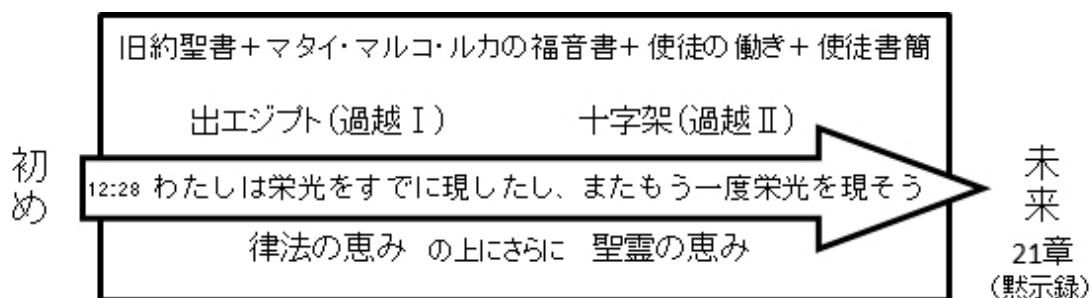 旧約聖書＋マタイ・マルコ・ルカの福音書＋使徒の働き＋使徒書簡
出エジプト(過越Ⅰ) 十字架(過越Ⅱ)
初め
12:28 わたしは栄光をすでに現したし、またもう一度栄光を現そう
未来
律法の恵み の上にさらに 聖霊の恵み
21章
(黙示録)